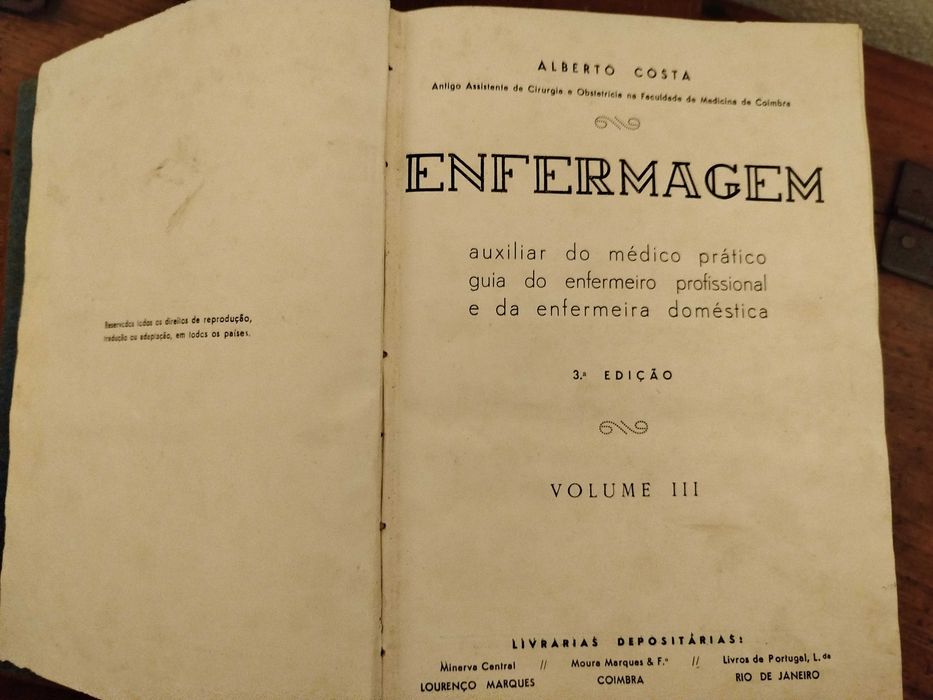 Reservados todos os direitos de reprodução,
tradução ou adaptação, em todos os países.
ALBERTO COSTA
Antigo Assistente de Cirurgia e Obstetrícia na Faculdade de Medicina de Coimbra
ENFERMAGEM
auxiliar do médico prático
guia do enfermeiro profissional
e da enfermeira doméstica
3.ª EDIÇÃO
VOLUME III
LIVRARIAS DEPOSITÁRIAS:
Minerva Central // Moura Marques & F.º // Livros de Portugal, L.da
LOURENÇO MARQUES COIMBRA RIO DE JANEIRO